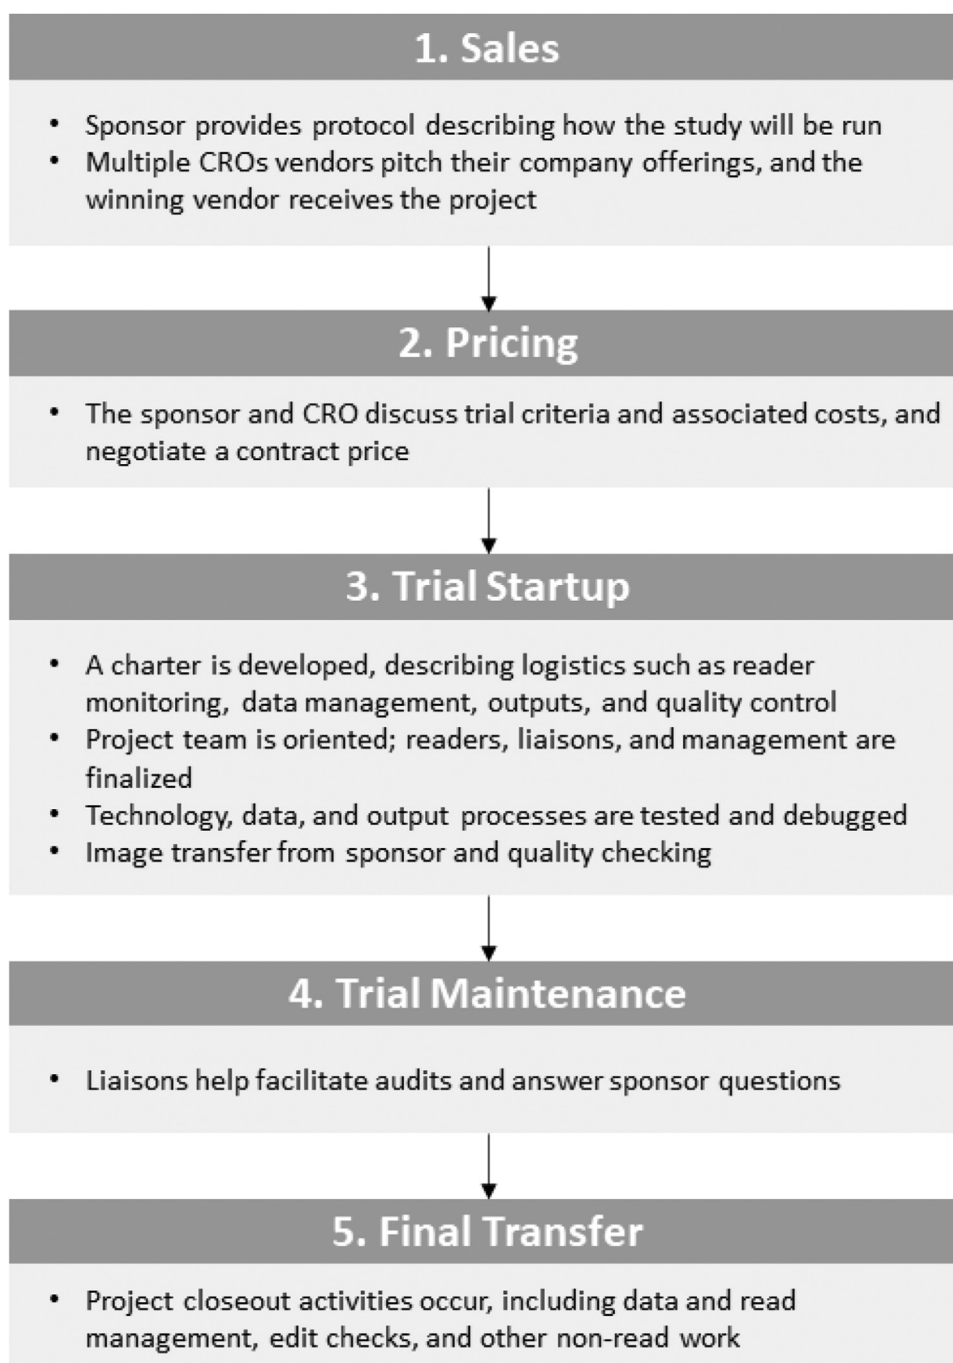 1. Sales
• Sponsor provides protocol describing how the study will be run
• Multiple CROs vendors pitch their company offerings, and the
winning vendor receives the project
2. Pricing
• The sponsor and CRO discuss trial criteria and associated costs, and
negotiate a contract price
3. Trial Startup
• A charter is developed, describing logistics such as reader
monitoring, data management, outputs, and quality control
• Project team is oriented; readers, liaisons, and management are
finalized
• Technology, data, and output processes are tested and debugged
• Image transfer from sponsor and quality checking
4. Trial Maintenance
• Liaisons help facilitate audits and answer sponsor questions
5. Final Transfer
• Project closeout activities occur, including data and read
management, edit checks, and other non-read work